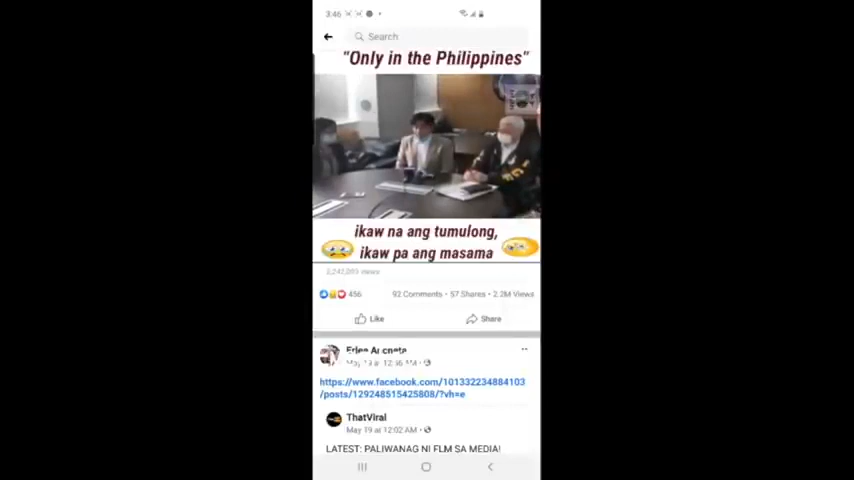 3:46
Search
"Only in the Philippines"
ikaw na ang tumulong,
ikaw pa ang masama
456
92 Comments • 57 Shares • 2.2M Views
Like
Share
https://www.facebook.com/101332234884103
/posts/129248515425808/?vh=e
ThatViral
May 19 at 12:02 AM •
LATEST: PALIWANAG NI FLM SA MEDIA!